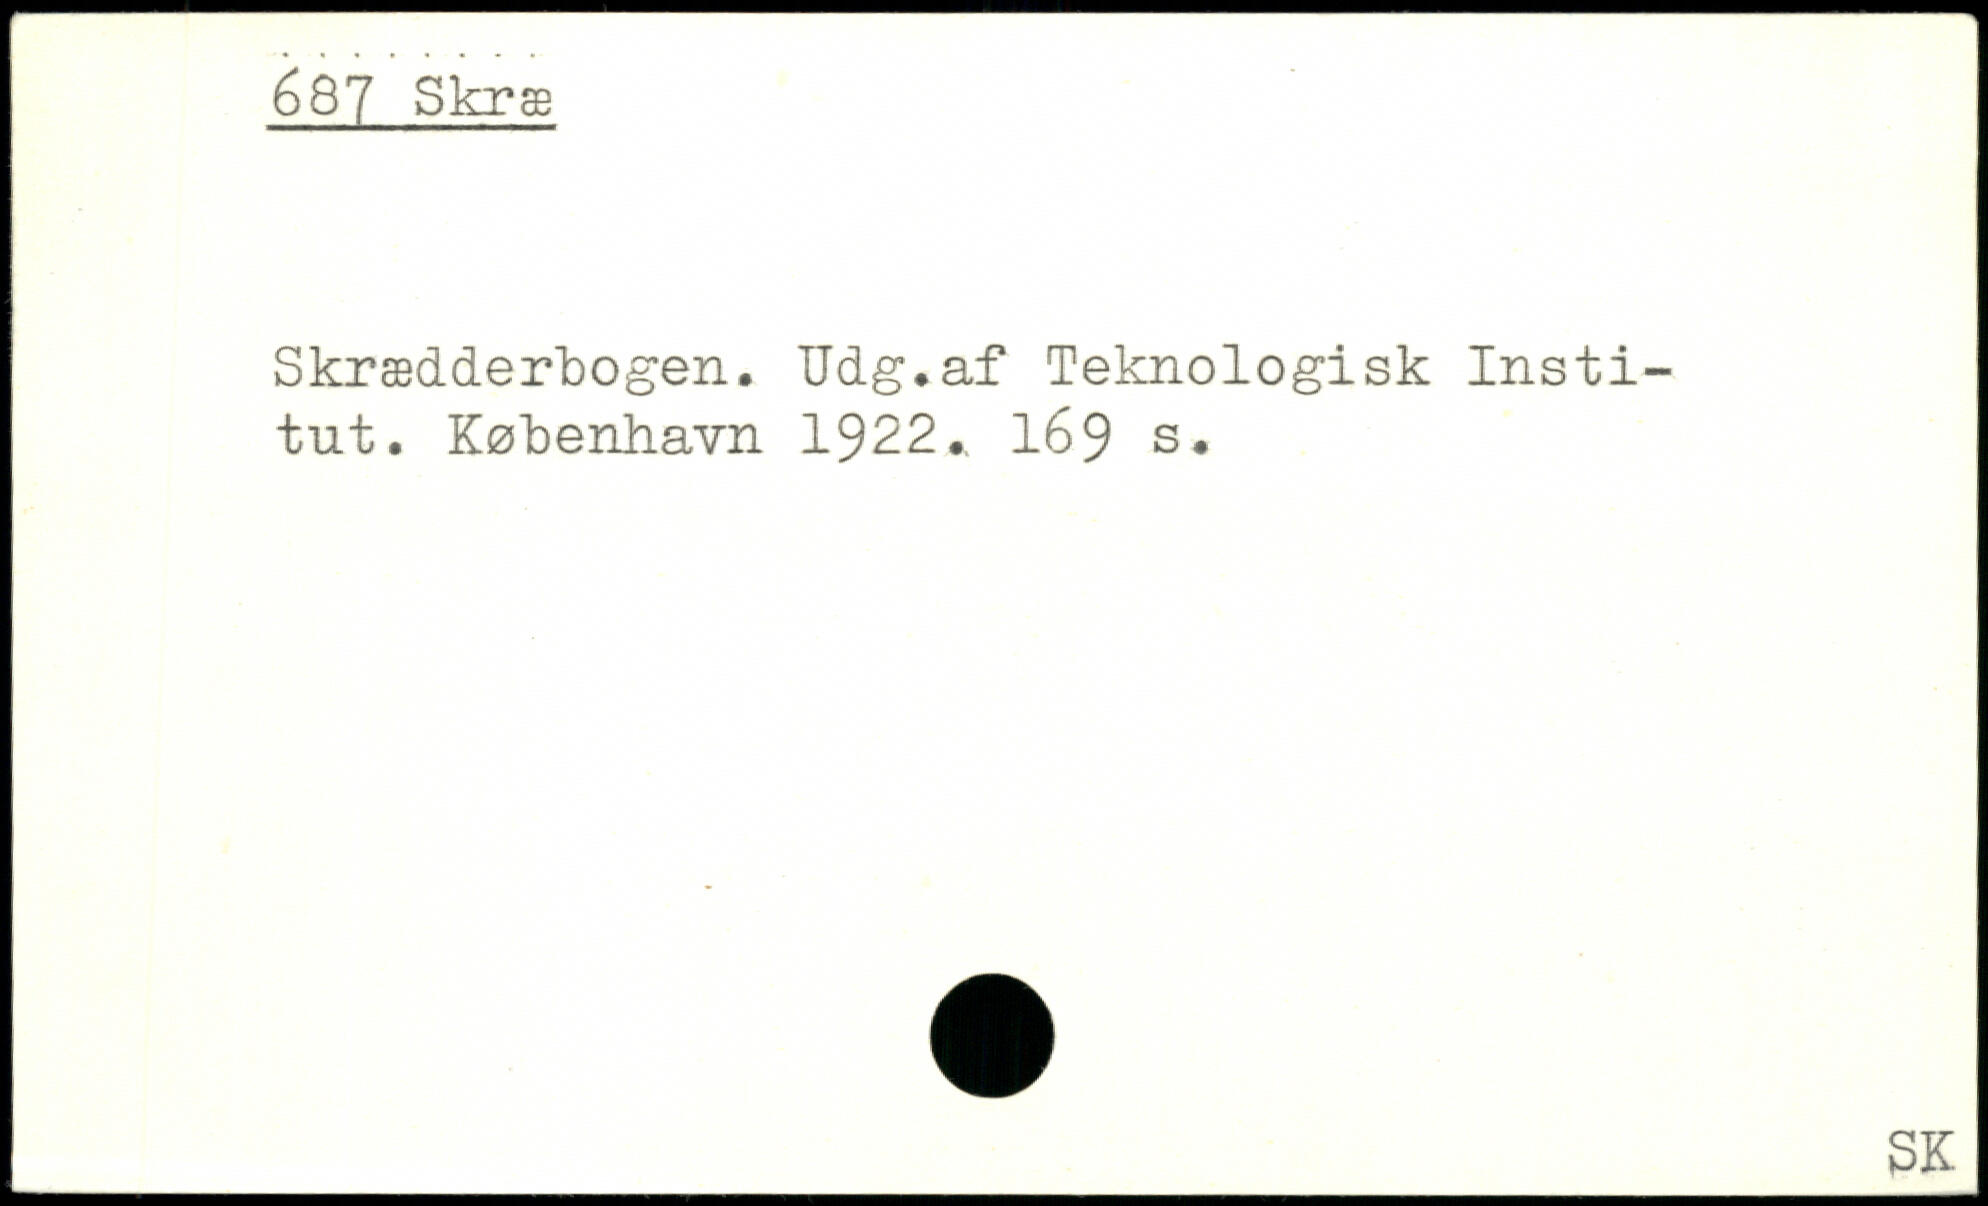 687 Skræ
Skrædderbogen. Udg.af Teknologisk Insti-
tut. København 1922. 169 s.
SK